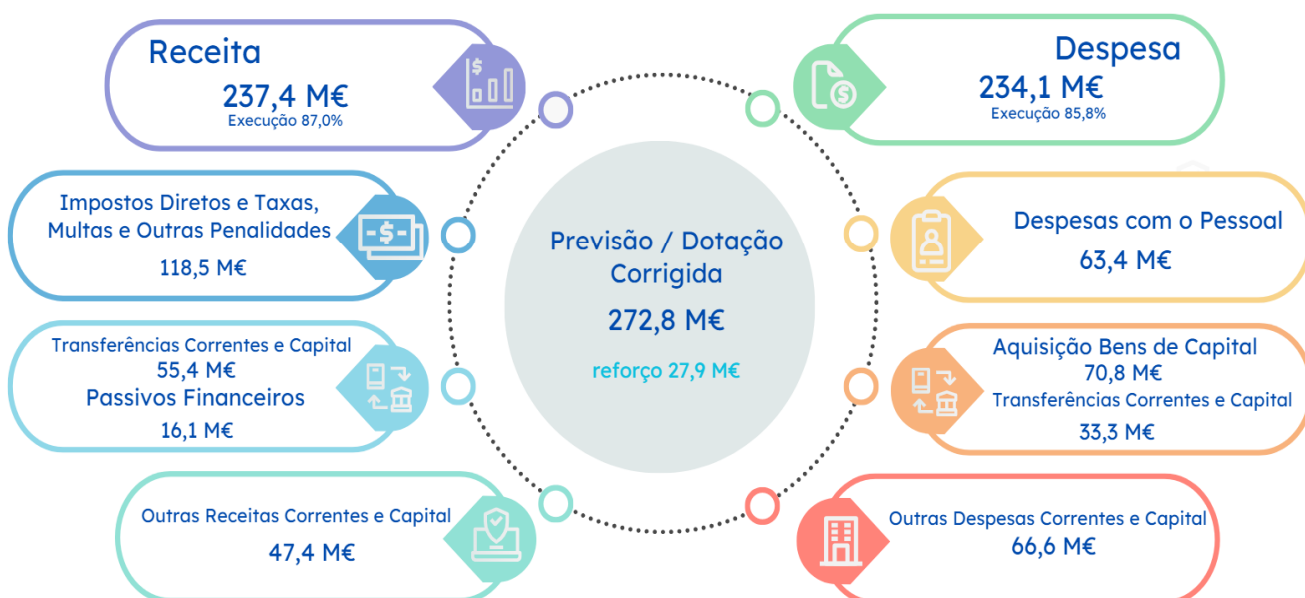 Receita
237,4 M€
Execução 87,0%
Impostos Diretos e Taxas,
Multas e Outras Penalidades
118,5 M€
Transferências Correntes e Capital
55,4 M€
Passivos Financeiros
16,1 M€
Outras Receitas Correntes e Capital
47,4 M€
Previsão / Dotação
Corrigida
272,8 M€
reforço 27,9 M€
Despesa
234,1 M€
Execução 85,8%
Despesas com o Pessoal
63,4 M€
Aquisição Bens de Capital
70,8 M€
Transferências Correntes e Capital
33,3 M€
Outras Despesas Correntes e Capital
66,6 M€